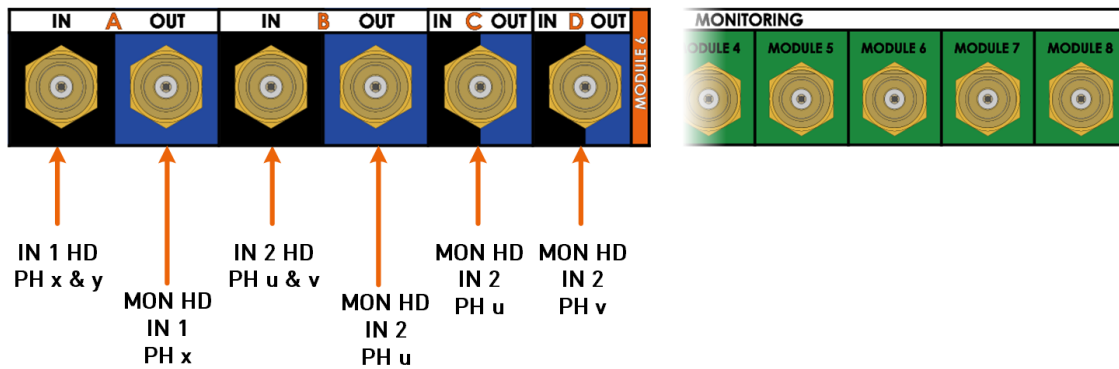 IN A OUT IN B OUT IN C OUT IN D OUT
MODULE 6
MONITORING
MODULE 5 MODULE 6 MODULE 7 MODULE 8
IN 1 HD
PH x & y
MON HD
IN 1
PH x
IN 2 HD
PH u & v
MON HD
IN 2
PH u
MON HD
IN 2
PH u
MON HD
IN 2
PH v